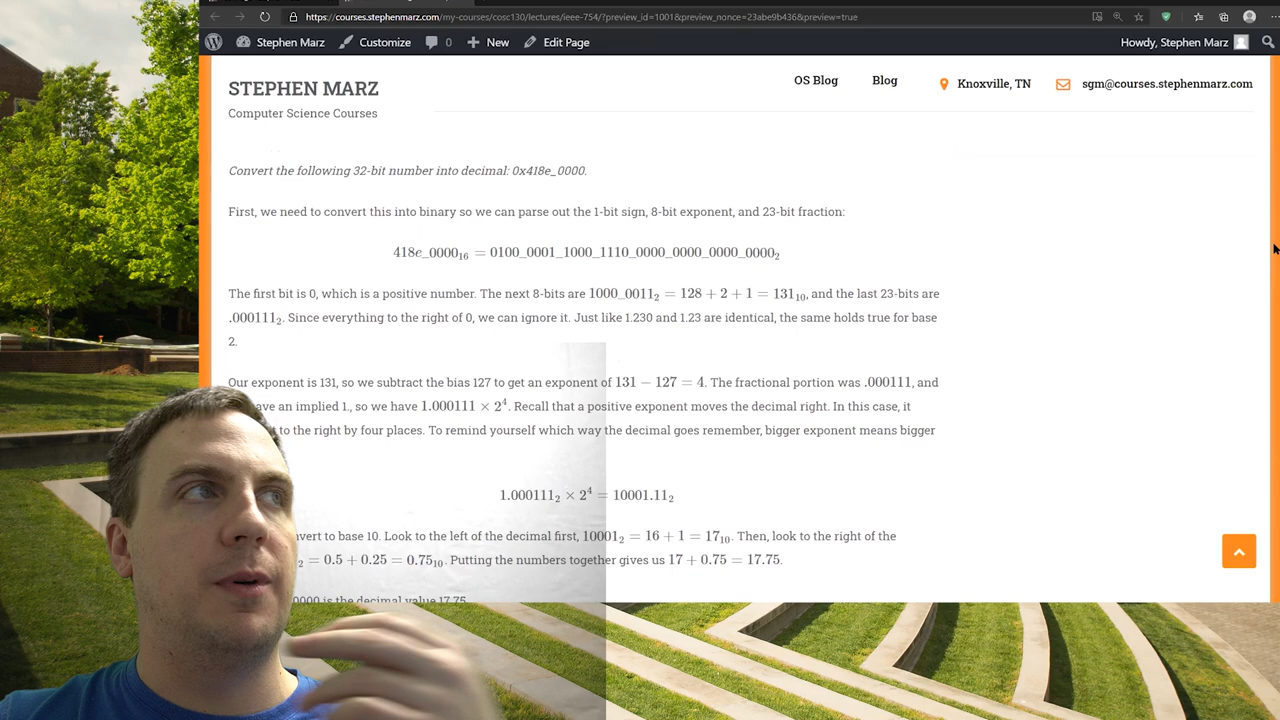 https://courses.stephenmarz.com/my-courses/cosc130/lectures/ieee-754/?preview_id=1001&preview_nonce=23abe9b436&preview=true
Stephen Marz Customize 0 New Edit Page Howdy, Stephen Marz
STEPHEN MARZ OS Blog Blog Knoxville, TN sgm@courses.stephenmarz.com
Computer Science Courses
Convert the following 32-bit number into decimal: 0x418e_0000.
First, we need to convert this into binary so we can parse out the 1-bit sign, 8-bit exponent, and 23-bit fraction:
418e_0000₁₆ = 0100_0001_1000_1110_0000_0000_0000_0000₂
The first bit is 0, which is a positive number. The next 8-bits are 1000_0011₂ = 128 + 2 + 1 = 131₁₀, and the last 23-bits are
.000111₂. Since everything to the right of 0, we can ignore it. Just like 1.230 and 1.23 are identical, the same holds true for base
2.
Our exponent is 131, so we subtract the bias 127 to get an exponent of 131 − 127 = 4. The fractional portion was .000111, and
ave an implied 1., so we have 1.000111 × 2⁴. Recall that a positive exponent moves the decimal right. In this case, it
to the right by four places. To remind yourself which way the decimal goes remember, bigger exponent means bigger
1.000111₂ × 2⁴ = 10001.11₂
vert to base 10. Look to the left of the decimal first, 10001₂ = 16 + 1 = 17₁₀. Then, look to the right of the
₂ = 0.5 + 0.25 = 0.75₁₀. Putting the numbers together gives us 17 + 0.75 = 17.75.
0000 is the decimal value 17.75